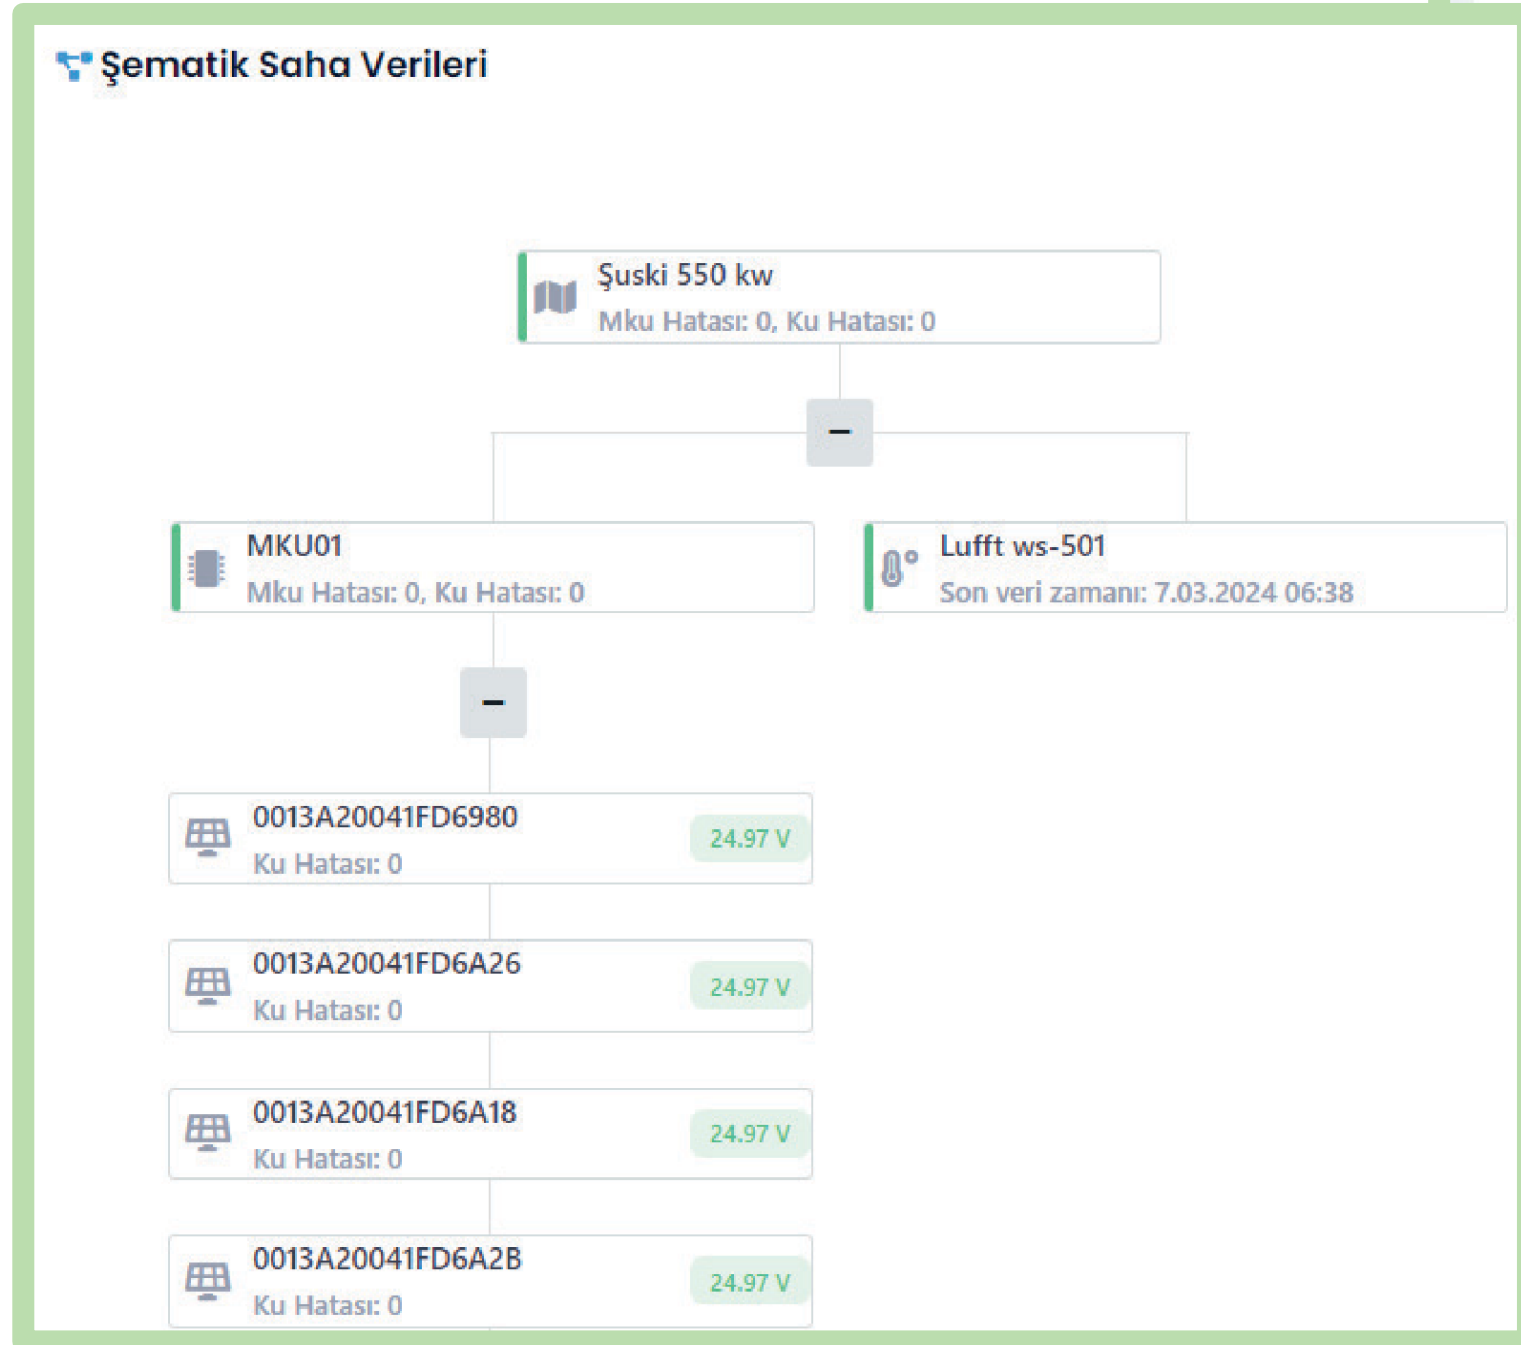 Şematik Saha Verileri
Şuski 550 kw
Mku Hatası: 0, Ku Hatası: 0
−
MKU01
Mku Hatası: 0, Ku Hatası: 0
Lufft ws-501
Son veri zamanı: 7.03.2024 06:38
−
0013A20041FD6980
Ku Hatası: 0
24.97 V
0013A20041FD6A26
Ku Hatası: 0
24.97 V
0013A20041FD6A18
Ku Hatası: 0
24.97 V
0013A20041FD6A2B
Ku Hatası: 0
24.97 V